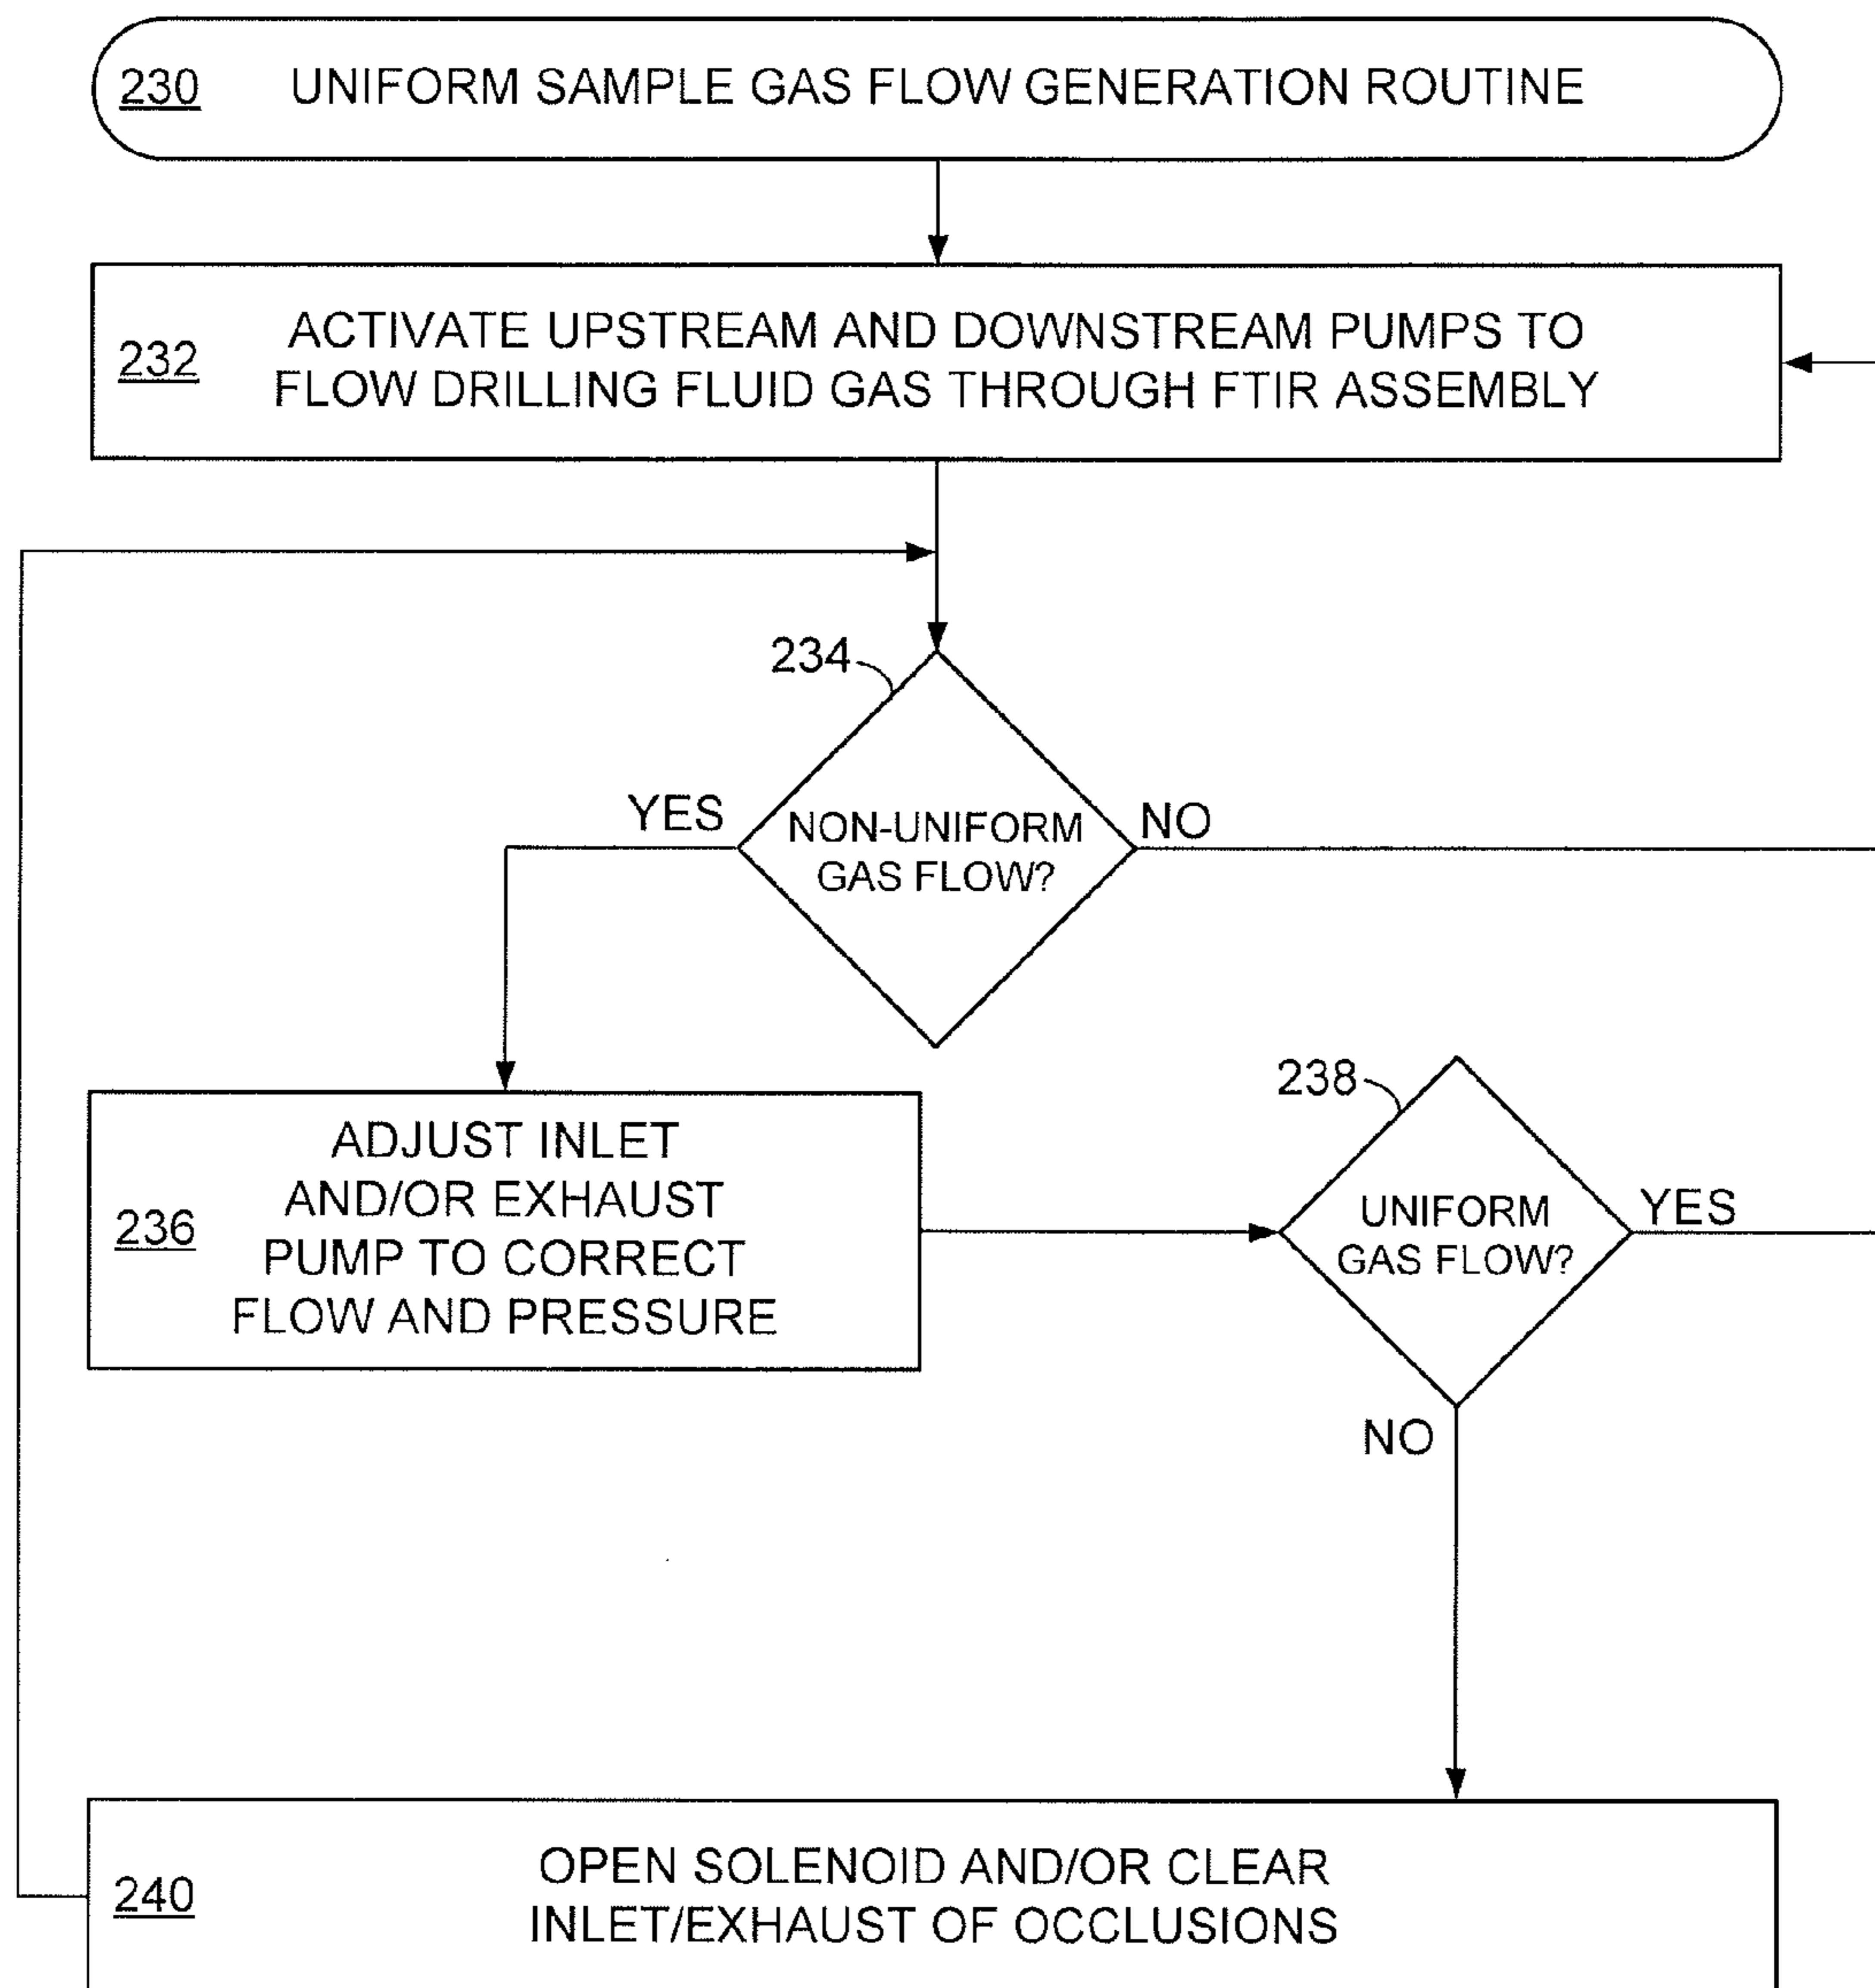 230 UNIFORM SAMPLE GAS FLOW GENERATION ROUTINE
232
ACTIVATE UPSTREAM AND DOWNSTREAM PUMPS TO
FLOW DRILLING FLUID GAS THROUGH FTIR ASSEMBLY
234
YES
NON-UNIFORM
GAS FLOW?
NO
236
ADJUST INLET
AND/OR EXHAUST
PUMP TO CORRECT
FLOW AND PRESSURE
238
UNIFORM
GAS FLOW?
YES
NO
240
OPEN SOLENOID AND/OR CLEAR
INLET/EXHAUST OF OCCLUSIONS